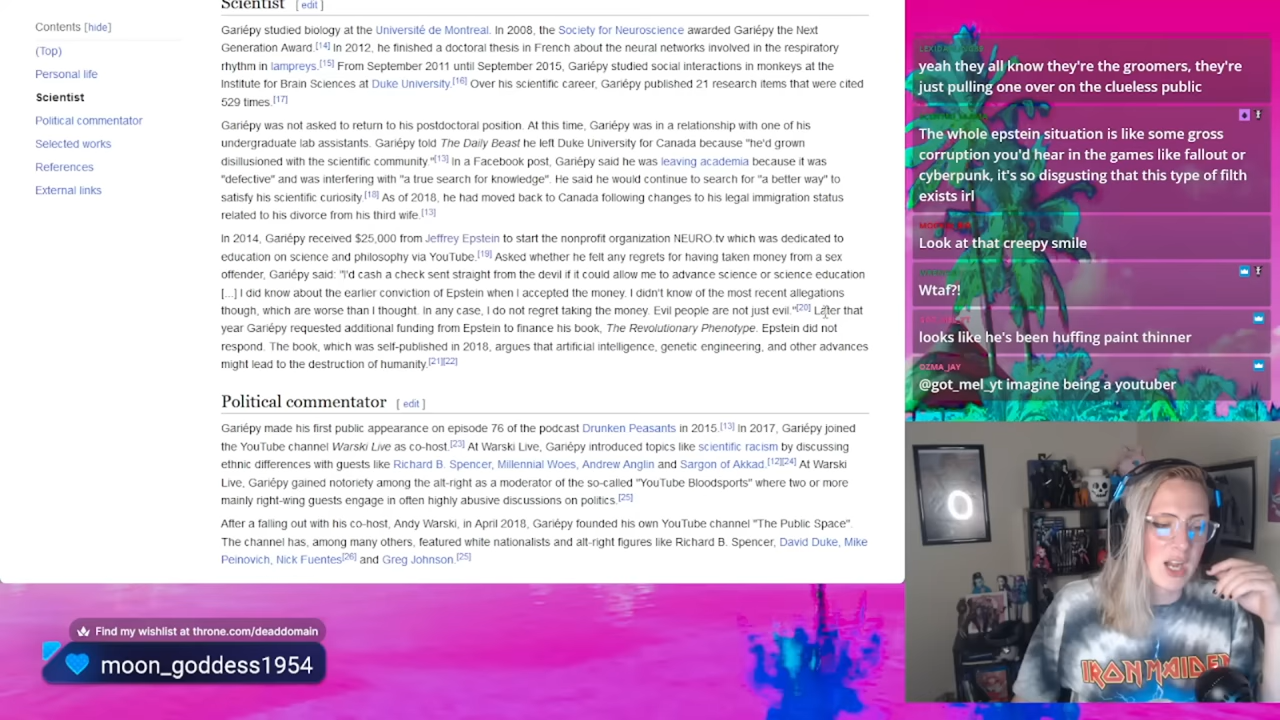 Scientist [ edit ]
Contents [hide]
(Top)
Personal life
Scientist
Political commentator
Selected works
References
External links
Gariépy studied biology at the Université de Montreal. In 2008, the Society for Neuroscience awarded Gariépy the Next
Generation Award.[14] In 2012, he finished a doctoral thesis in French about the neural networks involved in the respiratory
rhythm in lampreys.[15] From September 2011 until September 2015, Gariépy studied social interactions in monkeys at the
Institute for Brain Sciences at Duke University.[16] Over his scientific career, Gariépy published 21 research items that were cited
529 times.[17]
Gariépy was not asked to return to his postdoctoral position. At this time, Gariépy was in a relationship with one of his
undergraduate lab assistants. Gariépy told The Daily Beast he left Duke University for Canada because "he'd grown
disillusioned with the scientific community."[13] In a Facebook post, Gariépy said he was leaving academia because it was
"defective" and was interfering with "a true search for knowledge". He said he would continue to search for "a better way" to
satisfy his scientific curiosity.[18] As of 2018, he had moved back to Canada following changes to his legal immigration status
related to his divorce from his third wife.[13]
In 2014, Gariépy received $25,000 from Jeffrey Epstein to start the nonprofit organization NEURO.tv which was dedicated to
education on science and philosophy via YouTube.[19] Asked whether he felt any regrets for having taken money from a sex
offender, Gariépy said: "I'd cash a check sent straight from the devil if it could allow me to advance science or science education
[...] I did know about the earlier conviction of Epstein when I accepted the money. I didn't know of the most recent allegations
though, which are worse than I thought. In any case, I do not regret taking the money. Evil people are not just evil."[20] Later that
year Gariépy requested additional funding from Epstein to finance his book, The Revolutionary Phenotype. Epstein did not
respond. The book, which was self-published in 2018, argues that artificial intelligence, genetic engineering, and other advances
might lead to the destruction of humanity.[21][22]
Political commentator [ edit ]
Gariépy made his first public appearance on episode 76 of the podcast Drunken Peasants in 2015.[13] In 2017, Gariépy joined
the YouTube channel Warski Live as co-host.[23] At Warski Live, Gariépy introduced topics like scientific racism by discussing
ethnic differences with guests like Richard B. Spencer, Millennial Woes, Andrew Anglin and Sargon of Akkad.[12][24] At Warski
Live, Gariépy gained notoriety among the alt-right as a moderator of the so-called "YouTube Bloodsports" where two or more
mainly right-wing guests engage in often highly abusive discussions on politics.[25]
After a falling out with his co-host, Andy Warski, in April 2018, Gariépy founded his own YouTube channel "The Public Space".
The channel has, among many others, featured white nationalists and alt-right figures like Richard B. Spencer, David Duke, Mike
Peinovich, Nick Fuentes[26] and Greg Johnson.[25]
yeah they all know they're the groomers, they're
just pulling one over on the clueless public
The whole epstein situation is like some gross
corruption you'd hear in the games like fallout or
cyberpunk, it's so disgusting that this type of filth
exists irl
Look at that creepy smile
Wtaf?!
looks like he's been huffing paint thinner
OZMA_JAY
@got_mel_yt imagine being a youtuber
IRON MAIDEN
Find my wishlist at throne.com/deaddomain
moon_goddess1954